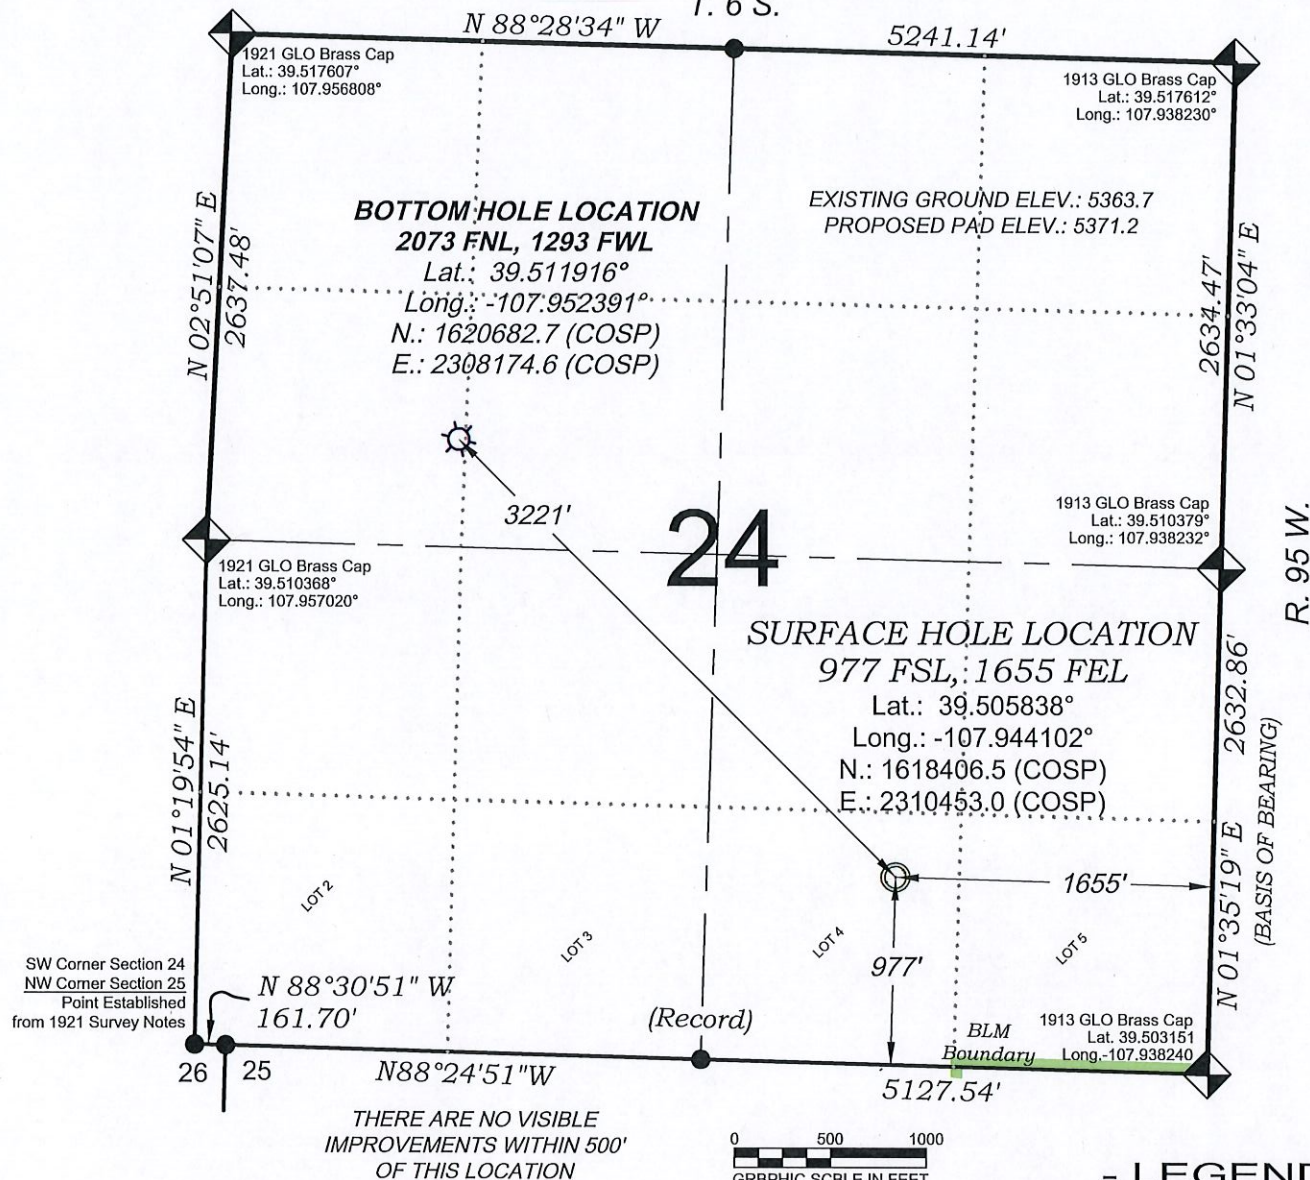 T. 6 S.
N 88°28'34" W
5241.14'
1921 GLO Brass Cap
Lat.: 39.517607°
Long.: 107.956808°
1913 GLO Brass Cap
Lat.: 39.517612°
Long.: 107.938230°
N 02°51'07" E
2637.48'
BOTTOM HOLE LOCATION
2073 FNL, 1293 FWL
Lat.: 39.511916°
Long.: -107.952391°
N.: 1620682.7 (COSP)
E.: 2308174.6 (COSP)
EXISTING GROUND ELEV.: 5363.7
PROPOSED PAD ELEV.: 5371.2
2634.47'
N 01°33'04" E
3221'
24
1913 GLO Brass Cap
Lat.: 39.510379°
Long.: 107.938232°
R. 95 W.
1921 GLO Brass Cap
Lat.: 39.510368°
Long.: 107.957020°
SURFACE HOLE LOCATION
977 FSL, 1655 FEL
Lat.: 39.505838°
Long.: -107.944102°
N.: 1618406.5 (COSP)
E.: 2310453.0 (COSP)
N 01°19'54" E
2625.14'
2632.86'
N 01°35'19" E
(BASIS OF BEARING)
1655'
977'
LOT 2
LOT 3
LOT 4
LOT 5
SW Corner Section 24
NW Corner Section 25
Point Established
from 1921 Survey Notes
N 88°30'51" W
161.70'
(Record)
BLM
Boundary
1913 GLO Brass Cap
Lat. 39.503151
Long.-107.938240
26
25
N88°24'51"W
5127.54'
THERE ARE NO VISIBLE
IMPROVEMENTS WITHIN 500'
OF THIS LOCATION
0 500 1000
GRBPHIC SCBLE IN FEET
- LEGEND